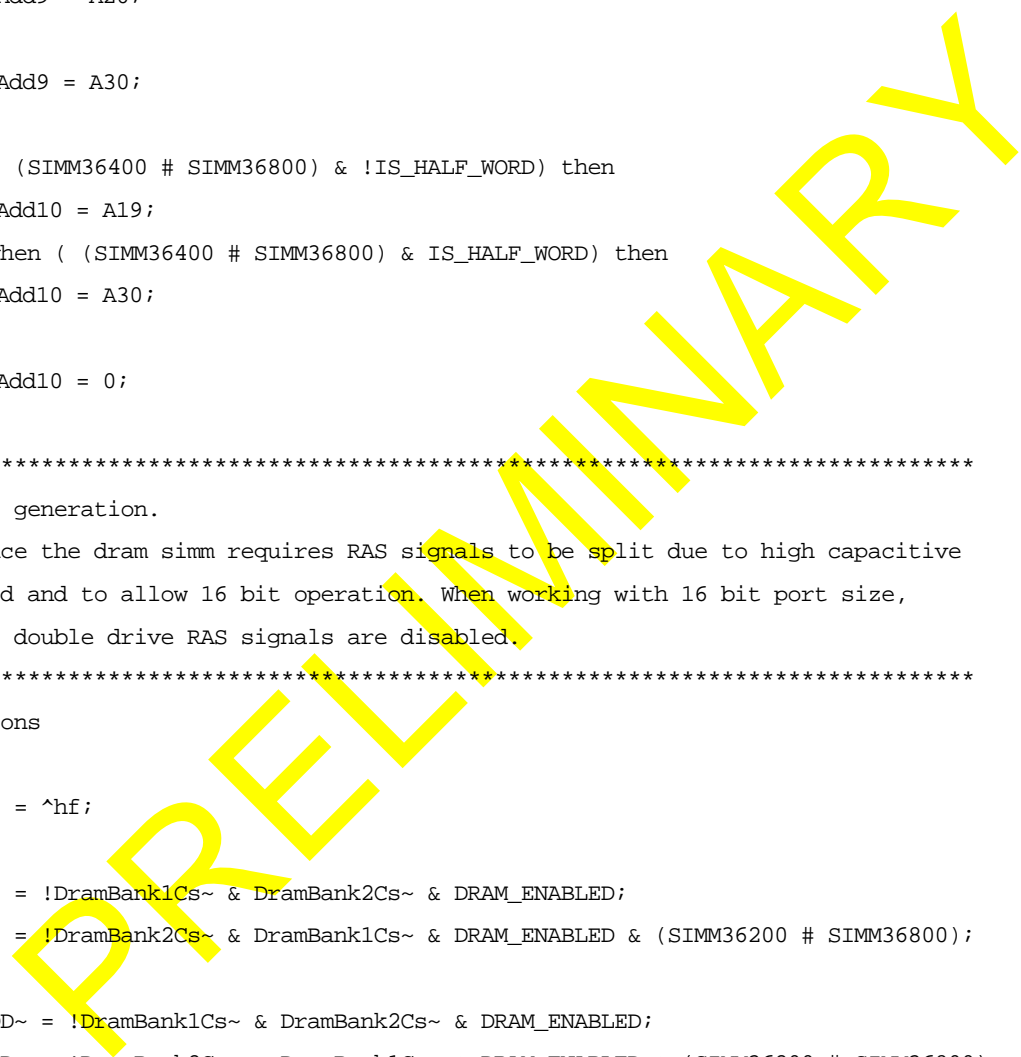 Add9 = A30;
(SIMM36400 # SIMM36800) & !IS_HALF_WORD) then
Add10 = A19;
when ( (SIMM36400 # SIMM36800) & IS_HALF_WORD) then
Add10 = A30;
Add10 = 0;
*************************************************************************
generation.
the dram simm requires RAS signals to be split due to high capacitive
and to allow 16 bit operation. When working with 16 bit port size,
double drive RAS signals are disabled.
*************************************************************************
= ^hf;
= !DramBank1Cs~ & DramBank2Cs~ & DRAM_ENABLED;
= !DramBank2Cs~ & DramBank1Cs~ & DRAM_ENABLED & (SIMM36200 # SIMM36800);
D~ = !DramBank1Cs~ & DramBank2Cs~ & DRAM_ENABLED;
PRELIMINARY